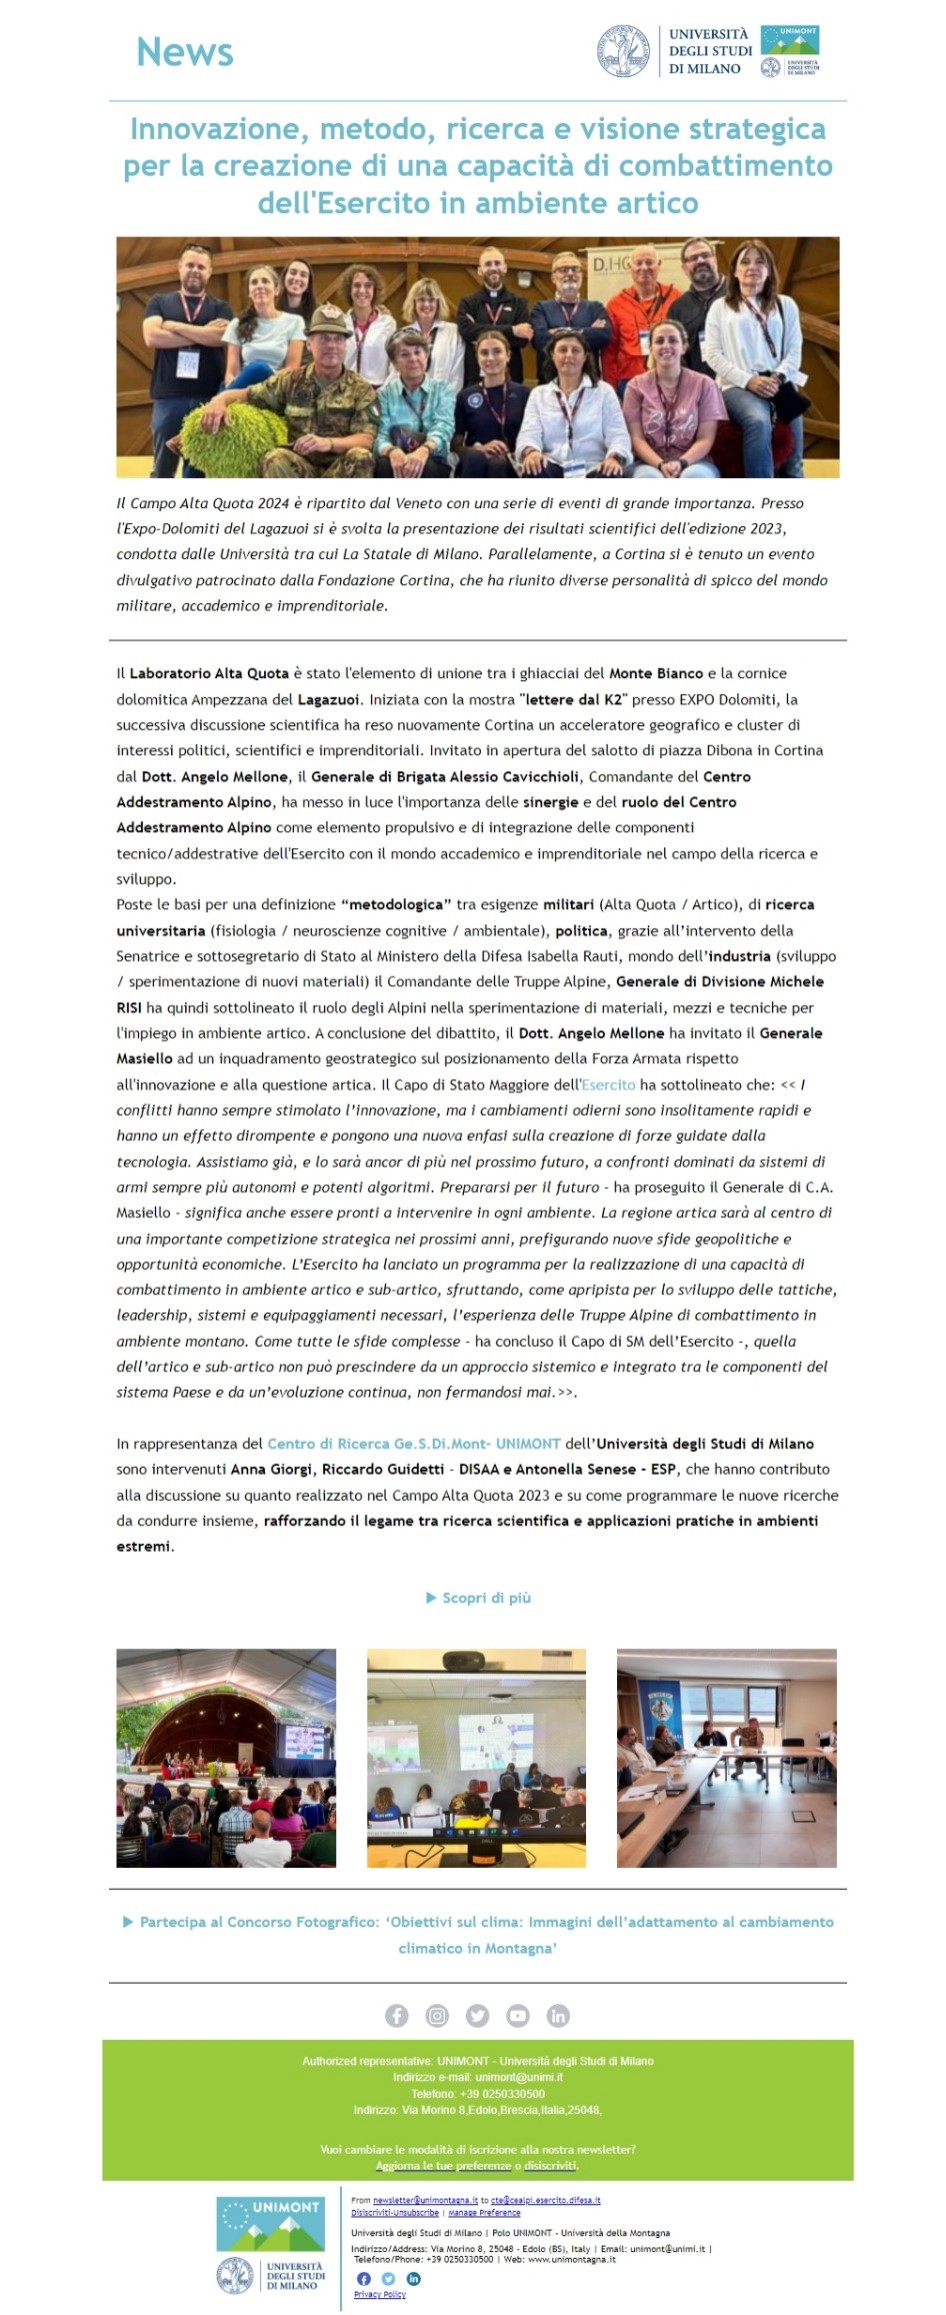 News
UNIVERSITÀ
DEGLI STUDI
DI MILANO
UNIMONT
UNIVERSITÀ
DEGLI STUDI
DI MILANO
Innovazione, metodo, ricerca e visione strategica
per la creazione di una capacità di combattimento
dell'Esercito in ambiente artico
Il Campo Alta Quota 2024 è ripartito dal Veneto con una serie di eventi di grande importanza. Presso
l'Expo-Dolomiti del Lagazuoi si è svolta la presentazione dei risultati scientifici dell'edizione 2023,
condotta dalle Università tra cui La Statale di Milano. Parallelamente, a Cortina si è tenuto un evento
divulgativo patrocinato dalla Fondazione Cortina, che ha riunito diverse personalità di spicco del mondo
militare, accademico e imprenditoriale.
Il Laboratorio Alta Quota è stato l'elemento di unione tra i ghiacciai del Monte Bianco e la cornice
dolomitica Ampezzana del Lagazuoi. Iniziata con la mostra "lettere dal K2" presso EXPO Dolomiti, la
successiva discussione scientifica ha reso nuovamente Cortina un acceleratore geografico e cluster di
interessi politici, scientifici e imprenditoriali. Invitato in apertura del salotto di piazza Dibona in Cortina
dal Dott. Angelo Mellone, il Generale di Brigata Alessio Cavicchioli, Comandante del Centro
Addestramento Alpino, ha messo in luce l'importanza delle sinergie e del ruolo del Centro
Addestramento Alpino come elemento propulsivo e di integrazione delle componenti
tecnico/addestrative dell'Esercito con il mondo accademico e imprenditoriale nel campo della ricerca e
sviluppo.
Poste le basi per una definizione “metodologica” tra esigenze militari (Alta Quota / Artico), di ricerca
universitaria (fisiologia / neuroscienze cognitive / ambientale), politica, grazie all’intervento della
Senatrice e sottosegretario di Stato al Ministero della Difesa Isabella Rauti, mondo dell’industria (sviluppo
/ sperimentazione di nuovi materiali) il Comandante delle Truppe Alpine, Generale di Divisione Michele
RISI ha quindi sottolineato il ruolo degli Alpini nella sperimentazione di materiali, mezzi e tecniche per
l'impiego in ambiente artico. A conclusione del dibattito, il Dott. Angelo Mellone ha invitato il Generale
Masiello ad un inquadramento geostrategico sul posizionamento della Forza Armata rispetto
all'innovazione e alla questione artica. Il Capo di Stato Maggiore dell'Esercito ha sottolineato che: << I
conflitti hanno sempre stimolato l’innovazione, ma i cambiamenti odierni sono insolitamente rapidi e
hanno un effetto dirompente e pongono una nuova enfasi sulla creazione di forze guidate dalla
tecnologia. Assistiamo già, e lo sarà ancor di più nel prossimo futuro, a confronti dominati da sistemi di
armi sempre più autonomi e potenti algoritmi. Prepararsi per il futuro - ha proseguito il Generale di C.A.
Masiello - significa anche essere pronti a intervenire in ogni ambiente. La regione artica sarà al centro di
una importante competizione strategica nei prossimi anni, prefigurando nuove sfide geopolitiche e
opportunità economiche. L’Esercito ha lanciato un programma per la realizzazione di una capacità di
combattimento in ambiente artico e sub-artico, sfruttando, come apripista per lo sviluppo delle tattiche,
leadership, sistemi e equipaggiamenti necessari, l’esperienza delle Truppe Alpine di combattimento in
ambiente montano. Come tutte le sfide complesse - ha concluso il Capo di SM dell’Esercito -, quella
dell’artico e sub-artico non può prescindere da un approccio sistemico e integrato tra le componenti del
sistema Paese e da un’evoluzione continua, non fermandosi mai.>>.
In rappresentanza del Centro di Ricerca Ge.S.Di.Mont- UNIMONT dell’Università degli Studi di Milano
sono intervenuti Anna Giorgi, Riccardo Guidetti - DISAA e Antonella Senese - ESP, che hanno contributo
alla discussione su quanto realizzato nel Campo Alta Quota 2023 e su come programmare le nuove ricerche
da condurre insieme, rafforzando il legame tra ricerca scientifica e applicazioni pratiche in ambienti
estremi.
▶ Scopri di più
▶ Partecipa al Concorso Fotografico: ‘Obiettivi sul clima: Immagini dell’adattamento al cambiamento
climatico in Montagna’
Authorized representative: UNIMONT - Università degli Studi di Milano
Indirizzo e-mail: unimont@unimi.it
Telefono: +39 0250330500
Indirizzo: Via Morino 8,Edolo,Brescia,Italia,25048,
Vuoi cambiare le modalità di iscrizione alla nostra newsletter?
Aggiorna le tue preferenze o disiscriviti.
UNIMONT
UNIVERSITÀ
DEGLI STUDI
DI MILANO
From newsletter@unimontagna.it to cte@cealpi.esercito.difesa.it
Disiscriviti-Unsubscribe | Manage Preference
Università degli Studi di Milano | Polo UNIMONT - Università della Montagna
Indirizzo/Address: Via Morino 8, 25048 - Edolo (BS), Italy | Email: unimont@unimi.it |
Telefono/Phone: +39 0250330500 | Web: www.unimontagna.it
Privacy Policy